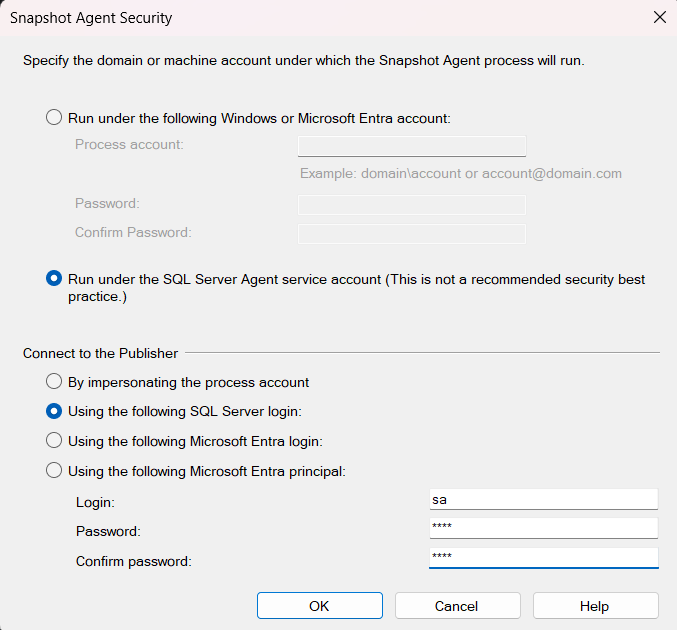 Snapshot Agent Security
Specify the domain or machine account under which the Snapshot Agent process will run.
Run under the following Windows or Microsoft Entra account:
Process account:
Example: domain\account or account@domain.com
Password:
Confirm Password:
Run under the SQL Server Agent service account (This is not a recommended security best
practice.)
Connect to the Publisher
By impersonating the process account
Using the following SQL Server login:
Using the following Microsoft Entra login:
Using the following Microsoft Entra principal:
Login: sa
Password: ****
Confirm password: ****
OK Cancel Help